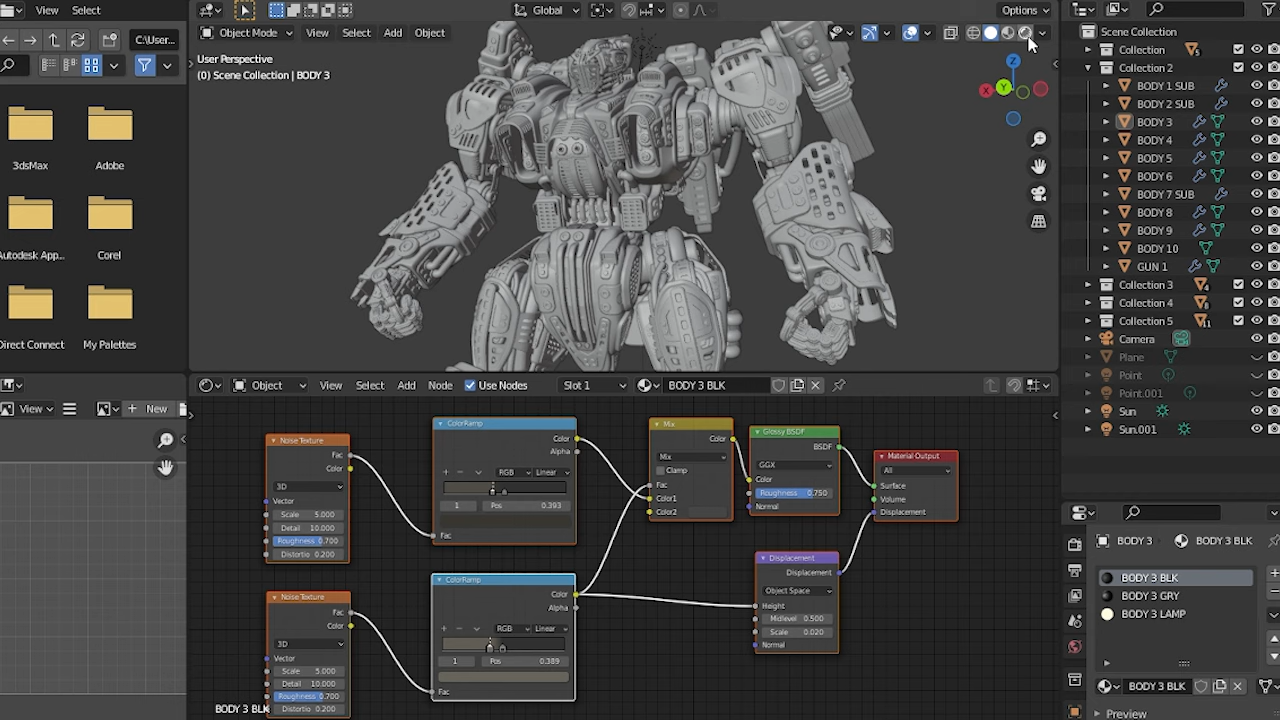 View Select
Global
Options
C:\User...
Object Mode View Select Add Object
User Perspective
(0) Scene Collection | BODY 3
Z
X
Y
3dsMax
Adobe
Autodesk App...
Corel
Direct Connect
My Palettes
View
New
Scene Collection
Collection
5
Collection 2
BODY 1 SUB
BODY 2 SUB
BODY 3
BODY 4
BODY 5
BODY 6
BODY 7 SUB
BODY 8
BODY 9
BODY 10
GUN 1
Collection 3
4
Collection 4
Collection 5
11
Camera
Plane
Point
Point.001
Sun
Sun.001
Object View Select Add Node Use Nodes Slot 1 BODY 3 BLK
Noise Texture
Fac
Color
3D
Vector
Scale 5.000
Detail 10.000
Roughness 0.700
Distortio 0.200
ColorRamp
Color
Alpha
RGB Linear
1 Pos 0.393
Fac
Mix
Color
Mix
Clamp
Fac
Color1
Color2
Glossy BSDF
BSDF
GGX
Color
Roughness 0.750
Normal
Material Output
All
Surface
Volume
Displacement
Noise Texture
Fac
Color
3D
Vector
Scale 5.000
Detail 10.000
Roughness 0.700
Distortio 0.200
ColorRamp
Color
Alpha
RGB Linear
1 Pos 0.389
Fac
Displacement
Displacement
Object Space
Height
Midlevel 0.500
Scale 0.020
Normal
BODY 3 BLK
BODY 3 BODY 3 BLK
BODY 3 BLK
BODY 3 GRY
BODY 3 LAMP
BODY 3 BLK
Preview